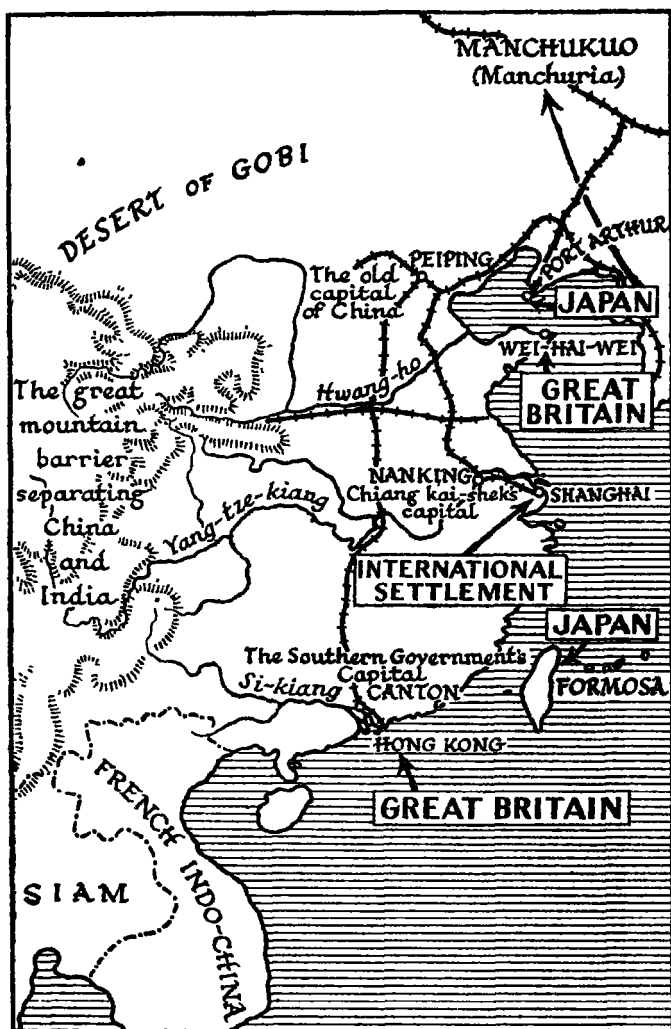 MANCHUKUO
(Manchuria)
DESERT OF GOBI
PEIPING
The old
capital
of China
PORT ARTHUR
JAPAN
WEI-HAI-WEI
GREAT
BRITAIN
Hwang-ho
The great
mountain
barrier
separating
China
and
India
NANKING
Chiang kai-shek's
capital
SHANGHAI
Yang-tze-kiang
INTERNATIONAL
SETTLEMENT
JAPAN
FORMOSA
The Southern Government's
Capital
CANTON
Si-kiang
HONG KONG
GREAT BRITAIN
FRENCH INDO-CHINA
SIAM